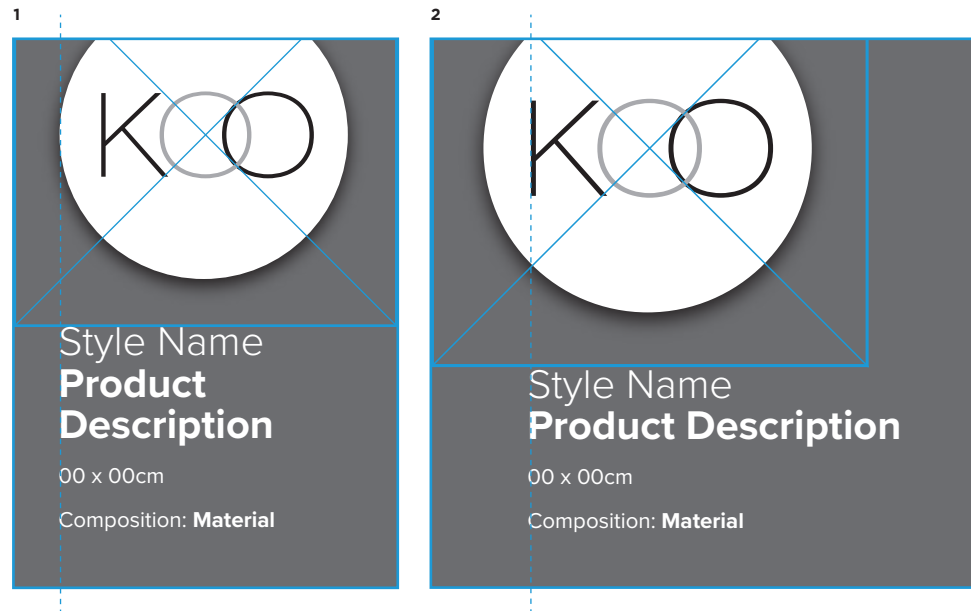 1
KOO
Style Name
Product
Description
00 x 00cm
Composition: Material
2
KOO
Style Name
Product Description
00 x 00cm
Composition: Material